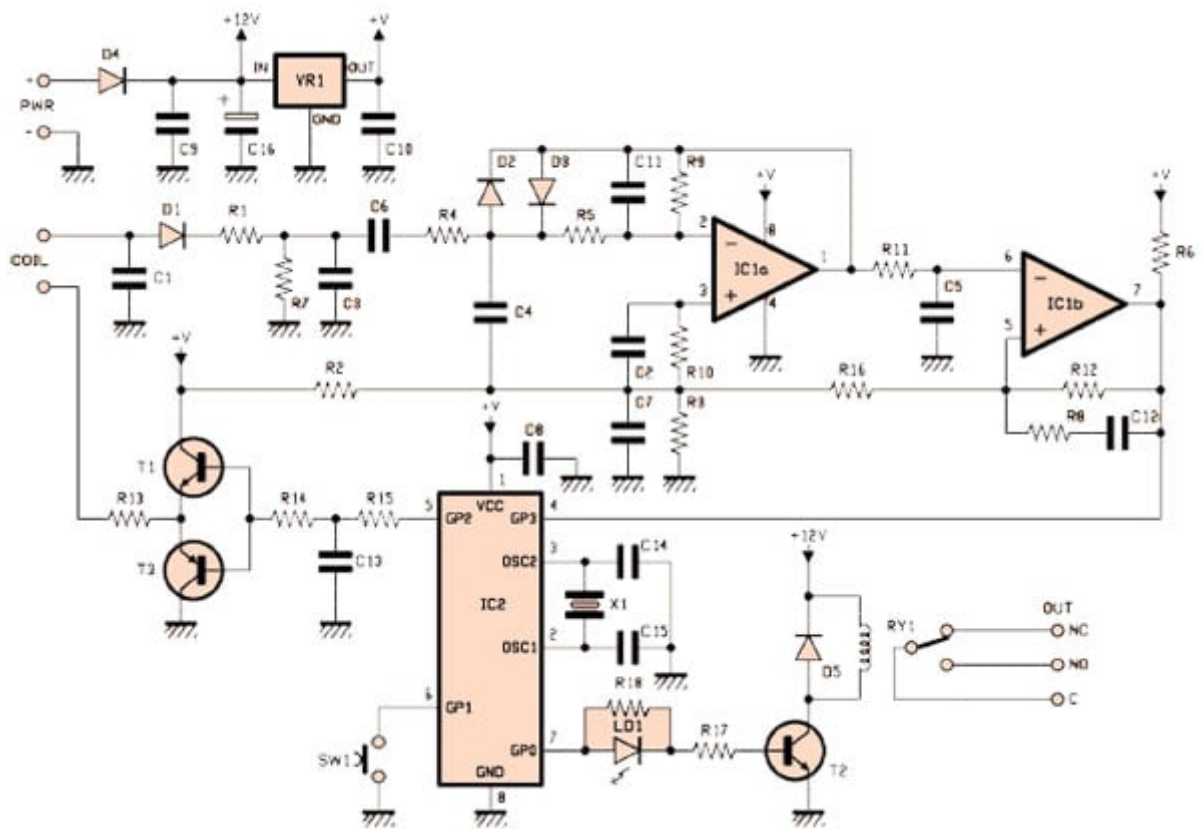 +12V
+V
D4
IN
VR1
OUT
+
PWR
-
GND
+
C9
C16
C10
D2
D3
C11
R9
+V
+V
D1
R1
C6
R4
R5
2
-
8
IC1a
1
R11
6
-
R6
COIL
C1
R7
C3
C4
3
+
4
C5
IC1b
7
5
+
C2
R10
+V
R2
R16
R12
+V
C7
R3
R8
C12
C8
T1
1
VCC
R13
R14
R15
5
GP2
GP3
4
T3
C13
3
OSC2
C14
+12V
IC2
X1
2
OSC1
C15
RY1
OUT
NC
D5
NO
R18
6
GP1
C
LD1
R17
7
GP0
SW1
GND
8
T2